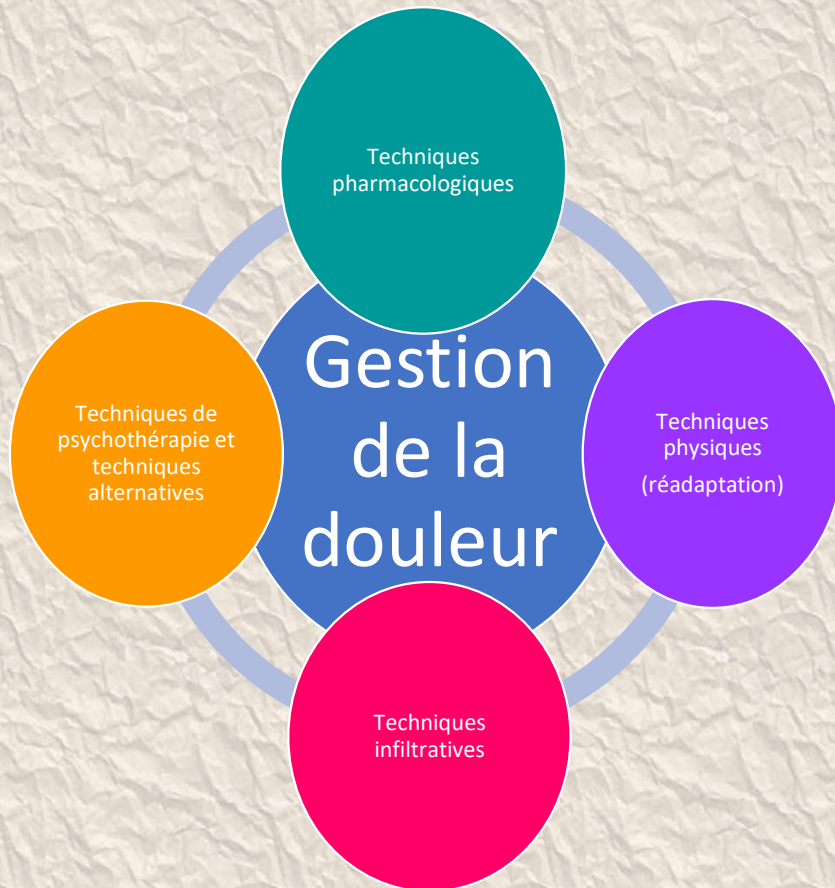 Techniques
pharmacologiques
Gestion
de la
douleur
Techniques de
psychothérapie et
techniques
alternatives
Techniques
physiques
(réadaptation)
Techniques
infiltratives